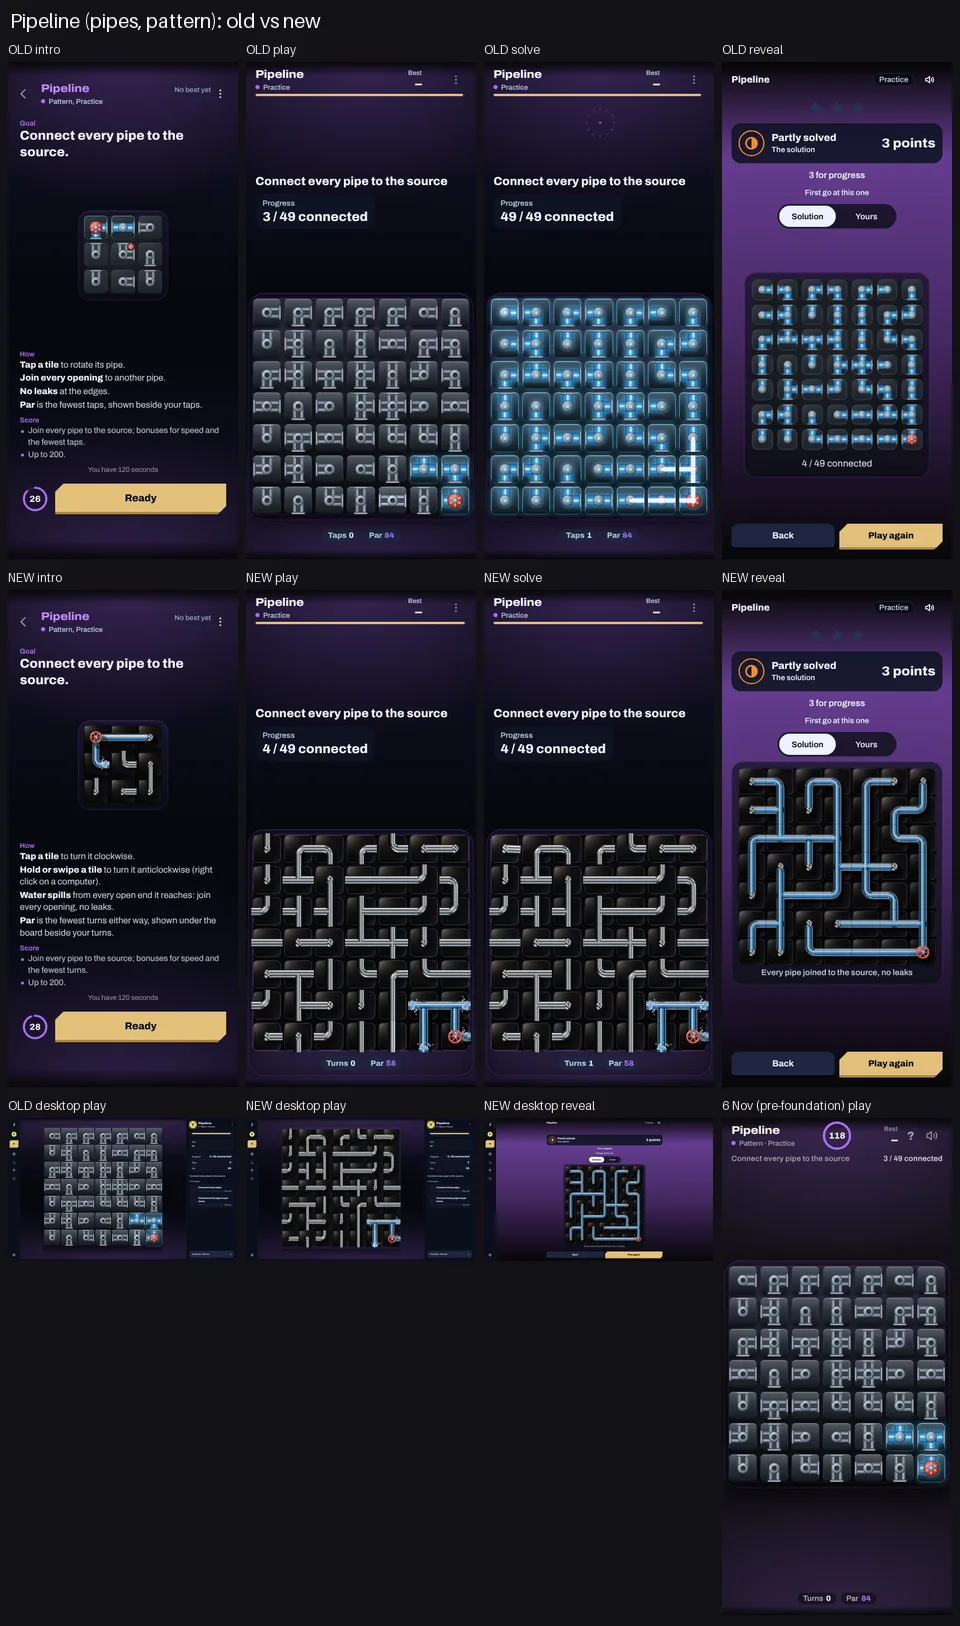 Pipeline (pipes, pattern): old vs new
OLD intro
Pipeline
Pattern, Practice
No best yet
Goal
Connect every pipe to the
source.
How
Tap a tile to rotate its pipe.
Join every opening to another pipe.
No leaks at the edges.
Par is the fewest taps, shown beside your taps.
Score
Join every pipe to the source; bonuses for speed and
the fewest taps.
Up to 200.
You have 120 seconds
26
Ready
OLD play
Pipeline
Practice
Best
Connect every pipe to the source
Progress
3 / 49 connected
Taps 0
Par 84
OLD solve
Pipeline
Practice
Best
Connect every pipe to the source
Progress
49 / 49 connected
Taps 1
Par 84
OLD reveal
Pipeline
Practice
Partly solved
The solution
3 points
3 for progress
First go at this one
Solution
Yours
4 / 49 connected
Back
Play again
NEW intro
Pipeline
Pattern, Practice
No best yet
Goal
Connect every pipe to the
source.
How
Tap a tile to turn it clockwise.
Hold or swipe a tile to turn it anticlockwise (right
click on a computer).
Water spills from every open end it reaches: join
every opening, no leaks.
Par is the fewest turns either way, shown under the
board beside your turns.
Score
Join every pipe to the source; bonuses for speed and
the fewest turns.
Up to 200.
You have 120 seconds
28
Ready
NEW play
Pipeline
Practice
Best
Connect every pipe to the source
Progress
4 / 49 connected
Turns 0
Par 58
NEW solve
Pipeline
Practice
Best
Connect every pipe to the source
Progress
4 / 49 connected
Turns 1
Par 58
NEW reveal
Pipeline
Practice
Partly solved
The solution
3 points
3 for progress
First go at this one
Solution
Yours
Every pipe joined to the source, no leaks
Back
Play again
OLD desktop play
NEW desktop play
NEW desktop reveal
6 Nov (pre-foundation) play
Pipeline
Pattern · Practice
118
Best
?
Connect every pipe to the source
3 / 49 connected
Turns 0
Par 84